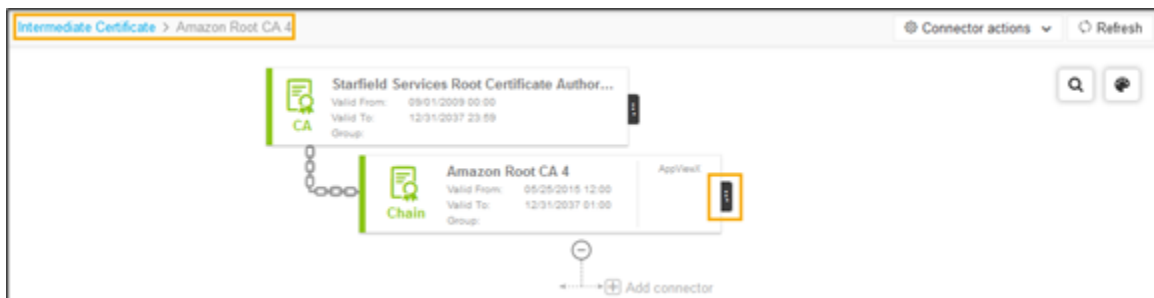 Intermediate Certificate > Amazon Root CA 4
Connector actions
Refresh
Starfield Services Root Certificate Author...
Valid From: 09/01/2009 00:00
Valid To: 12/31/2037 23:59
Group:
CA
Amazon Root CA 4
AppViewX
Valid From: 05/25/2015 12:00
Valid To: 12/31/2037 01:00
Group:
Chain
Add connector